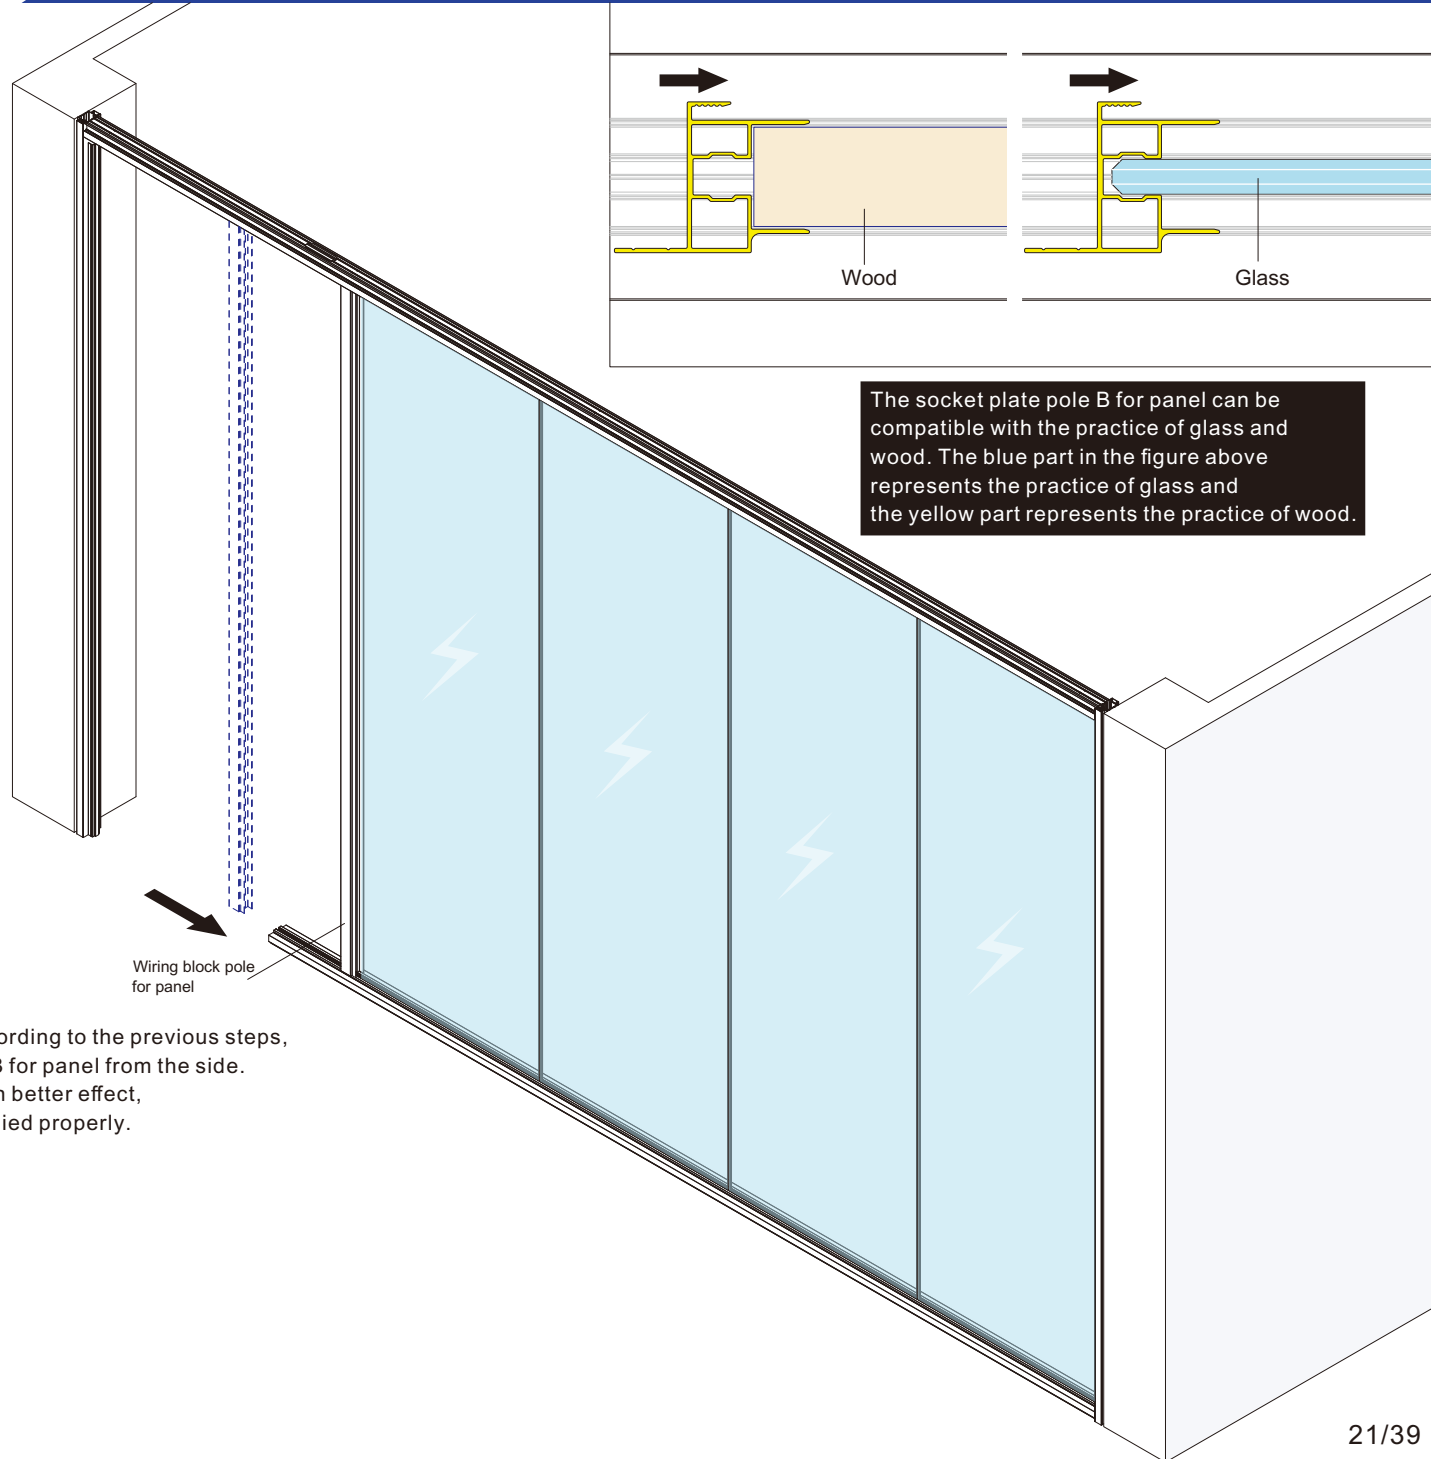 Wood
Glass
The socket plate pole B for panel can be
compatible with the practice of glass and
wood. The blue part in the figure above
represents the practice of glass and
the yellow part represents the practice of wood.
Wiring block pole
for panel
to the previous steps,
for panel from the side.
better effect,
properly.
21/39